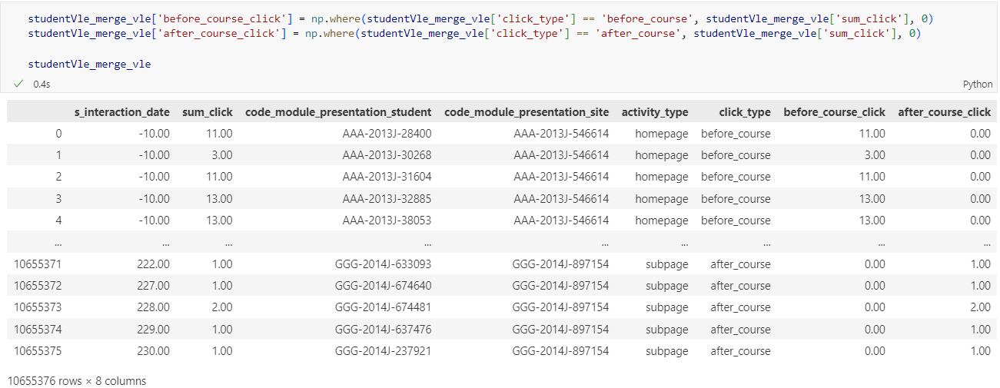 studentVle_merge_vle['before_course_click'] = np.where(studentVle_merge_vle['click_type'] == 'before_course', studentVle_merge_vle['sum_click'], 0)
studentVle_merge_vle['after_course_click'] = np.where(studentVle_merge_vle['click_type'] == 'after_course', studentVle_merge_vle['sum_click'], 0)
studentVle_merge_vle
✓ 0.4s Python
s_interaction_date sum_click code_module_presentation_student code_module_presentation_site activity_type click_type before_course_click after_course_click
0 -10.00 11.00 AAA-2013J-28400 AAA-2013J-546614 homepage before_course 11.00 0.00
1 -10.00 3.00 AAA-2013J-30268 AAA-2013J-546614 homepage before_course 3.00 0.00
2 -10.00 11.00 AAA-2013J-31604 AAA-2013J-546614 homepage before_course 11.00 0.00
3 -10.00 13.00 AAA-2013J-32885 AAA-2013J-546614 homepage before_course 13.00 0.00
4 -10.00 13.00 AAA-2013J-38053 AAA-2013J-546614 homepage before_course 13.00 0.00
... ... ... ... ... ... ... ... ...
10655371 222.00 1.00 GGG-2014J-633093 GGG-2014J-897154 subpage after_course 0.00 1.00
10655372 227.00 1.00 GGG-2014J-674640 GGG-2014J-897154 subpage after_course 0.00 1.00
10655373 228.00 2.00 GGG-2014J-674481 GGG-2014J-897154 subpage after_course 0.00 2.00
10655374 229.00 1.00 GGG-2014J-637476 GGG-2014J-897154 subpage after_course 0.00 1.00
10655375 230.00 1.00 GGG-2014J-237921 GGG-2014J-897154 subpage after_course 0.00 1.00
10655376 rows × 8 columns